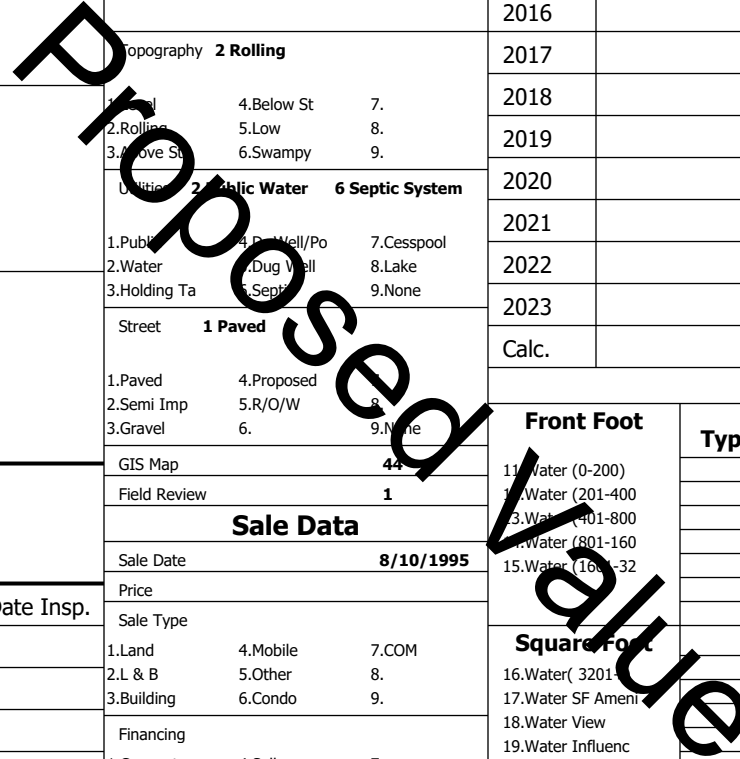 Proposed Value
Topography 2 Rolling
4.Below St 7.
2.Rolling 5.Low 8.
3.Above St 6.Swampy 9.
Utilities 2 Public Water 6 Septic System
4.Dr Well/Po 7.Cesspool
2.Water 5.Dug Well 8.Lake
3.Holding Ta 6.Septic 9.None
Street 1 Paved
1.Paved 4.Proposed
2.Semi Imp 5.R/O/W 8.
3.Gravel 6. 9.None
GIS Map 44
Field Review 1
Sale Data
Sale Date 8/10/1995
Price
Sale Type
1.Land 4.Mobile 7.COM
2.L & B 5.Other 8.
3.Building 6.Condo 9.
Financing
Date Insp.
2016
2017
2018
2019
2020
2021
2022
2023
Calc.
Front Foot
Typ
11.Water (0-200)
12.Water (201-400
13.Water (401-800
14.Water (801-160
15.Water (1601-32
Square Foot
16.Water( 3201-
17.Water SF Ameni
18.Water View
19.Water Influenc